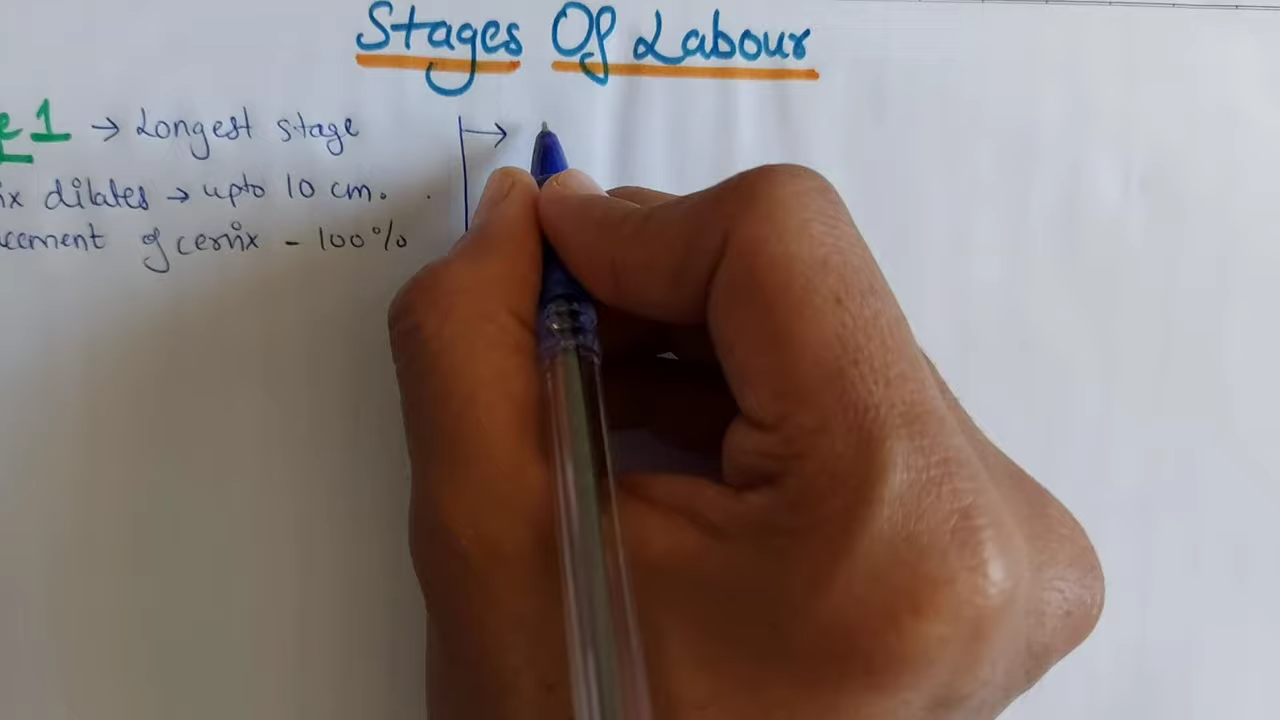 Stages Of Labour
e 1 → Longest stage
ix dilates → upto 10 cm.
cement of cervix - 100%